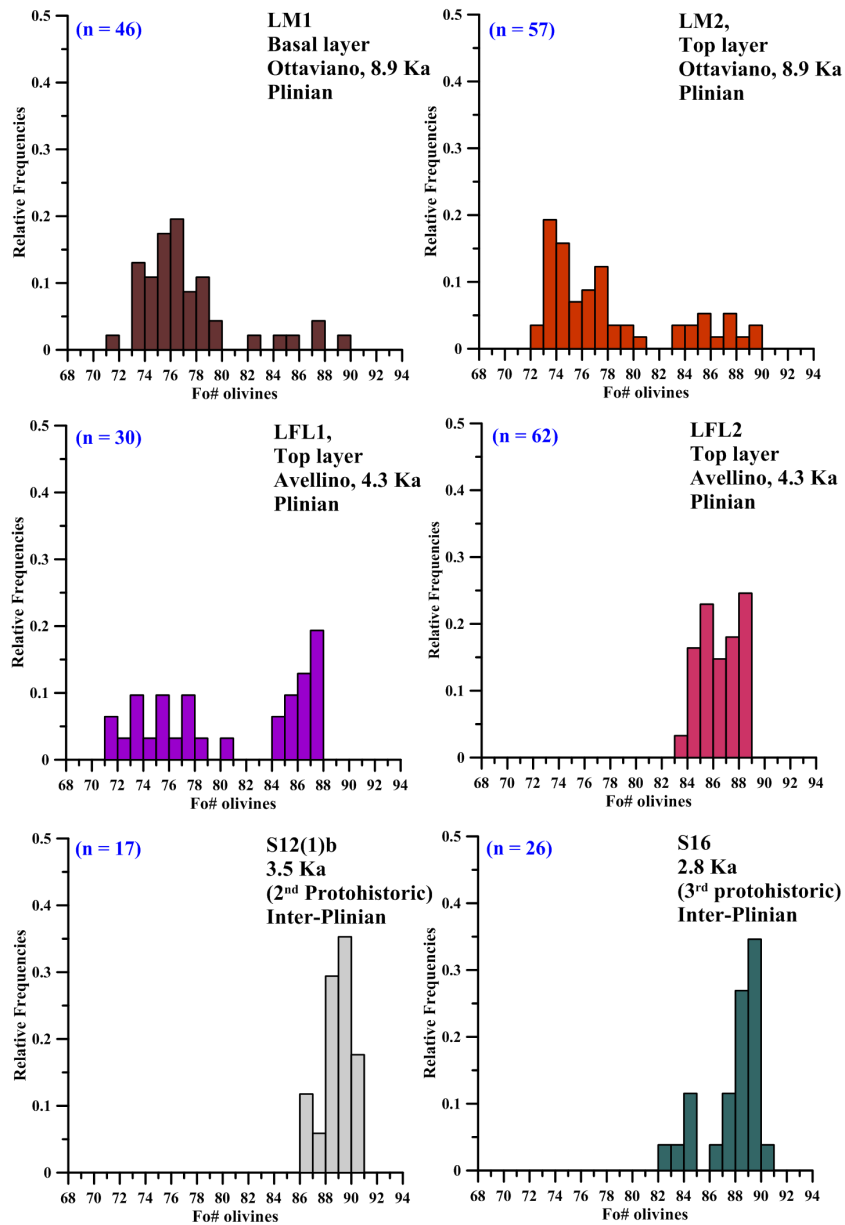 (n = 46)
LM1
Basal layer
Ottaviano, 8.9 Ka
Plinian
Relative Frequencies
0.5
0.4
0.3
0.2
0.1
0
68 70 72 74 76 78 80 82 84 86 88 90 92 94
Fo# olivines
(n = 57)
LM2,
Top layer
Ottaviano, 8.9 Ka
Plinian
Relative Frequencies
0.5
0.4
0.3
0.2
0.1
0
68 70 72 74 76 78 80 82 84 86 88 90 92 94
Fo# olivines
(n = 30)
LFL1,
Top layer
Avellino, 4.3 Ka
Plinian
Relative Frequencies
0.5
0.4
0.3
0.2
0.1
0
68 70 72 74 76 78 80 82 84 86 88 90 92 94
Fo# olivines
(n = 62)
LFL2
Top layer
Avellino, 4.3 Ka
Plinian
Relative Frequencies
0.5
0.4
0.3
0.2
0.1
0
68 70 72 74 76 78 80 82 84 86 88 90 92 94
Fo# olivines
(n = 17)
S12(1)b
3.5 Ka
(2nd Protohistoric)
Inter-Plinian
Relative Frequencies
0.5
0.4
0.3
0.2
0.1
0
68 70 72 74 76 78 80 82 84 86 88 90 92 94
Fo# olivines
(n = 26)
S16
2.8 Ka
(3rd protohistoric)
Inter-Plinian
Relative Frequencies
0.5
0.4
0.3
0.2
0.1
0
68 70 72 74 76 78 80 82 84 86 88 90 92 94
Fo# olivines